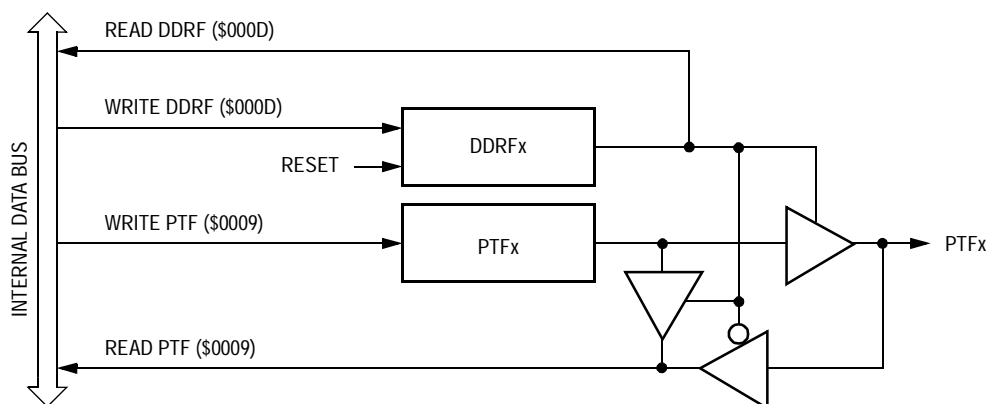 READ DDRF ($000D)
WRITE DDRF ($000D)
DDRFx
RESET
WRITE PTF ($0009)
PTFx
PTFx
READ PTF ($0009)
INTERNAL DATA BUS